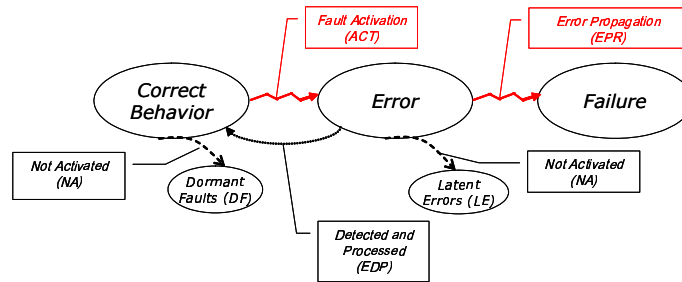 Fault Activation
(ACT)
Error Propagation
(EPR)
Correct
Behavior
Error
Failure
Not Activated
(NA)
Dormant
Faults (DF)
Latent
Errors (LE)
Not Activated
(NA)
Detected and
Processed
(EDP)